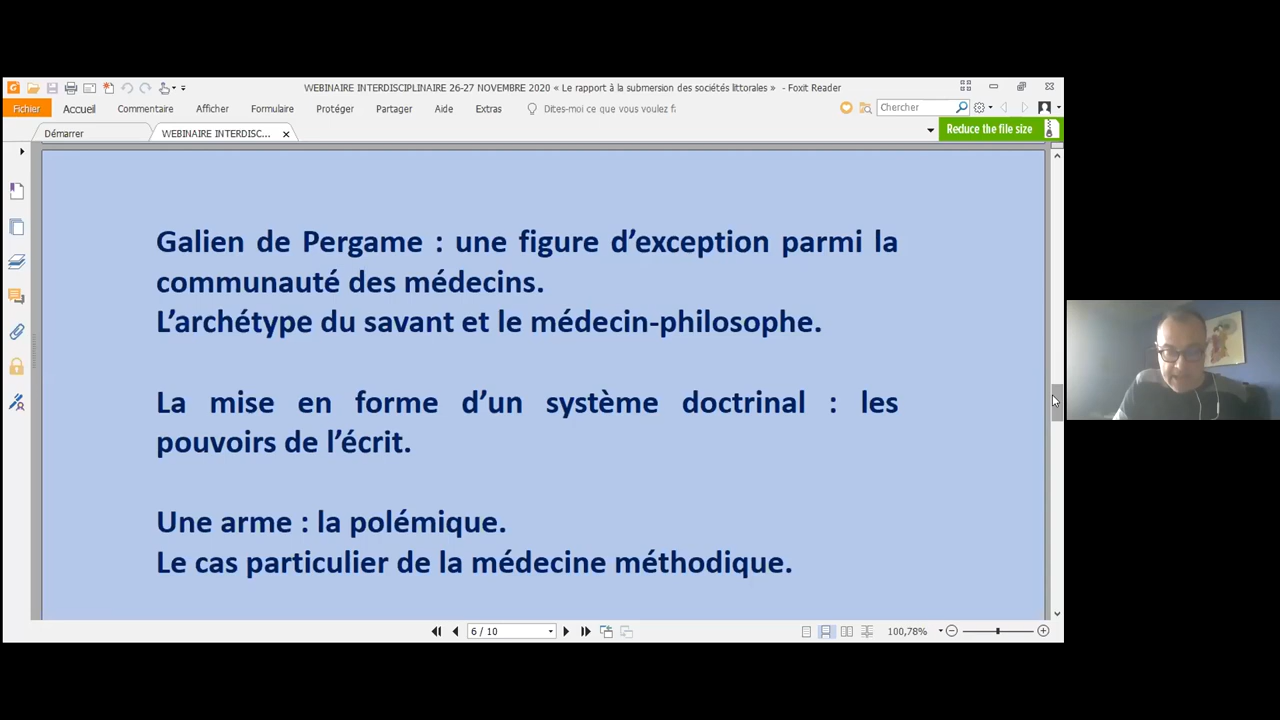 WEBINAIRE INTERDISCIPLINAIRE 26-27 NOVEMBRE 2020 « Le rapport à la submersion des sociétés littorales » - Foxit Reader
Fichier Accueil Commentaire Afficher Formulaire Protéger Partager Aide Extras Dites-moi ce que vous voulez fa Chercher
Démarrer WEBINAIRE INTERDISC... Reduce the file size
Galien de Pergame : une figure d’exception parmi la
communauté des médecins.
L’archétype du savant et le médecin-philosophe.
La mise en forme d’un système doctrinal : les
pouvoirs de l’écrit.
Une arme : la polémique.
Le cas particulier de la médecine méthodique.
6 / 10 100,78%